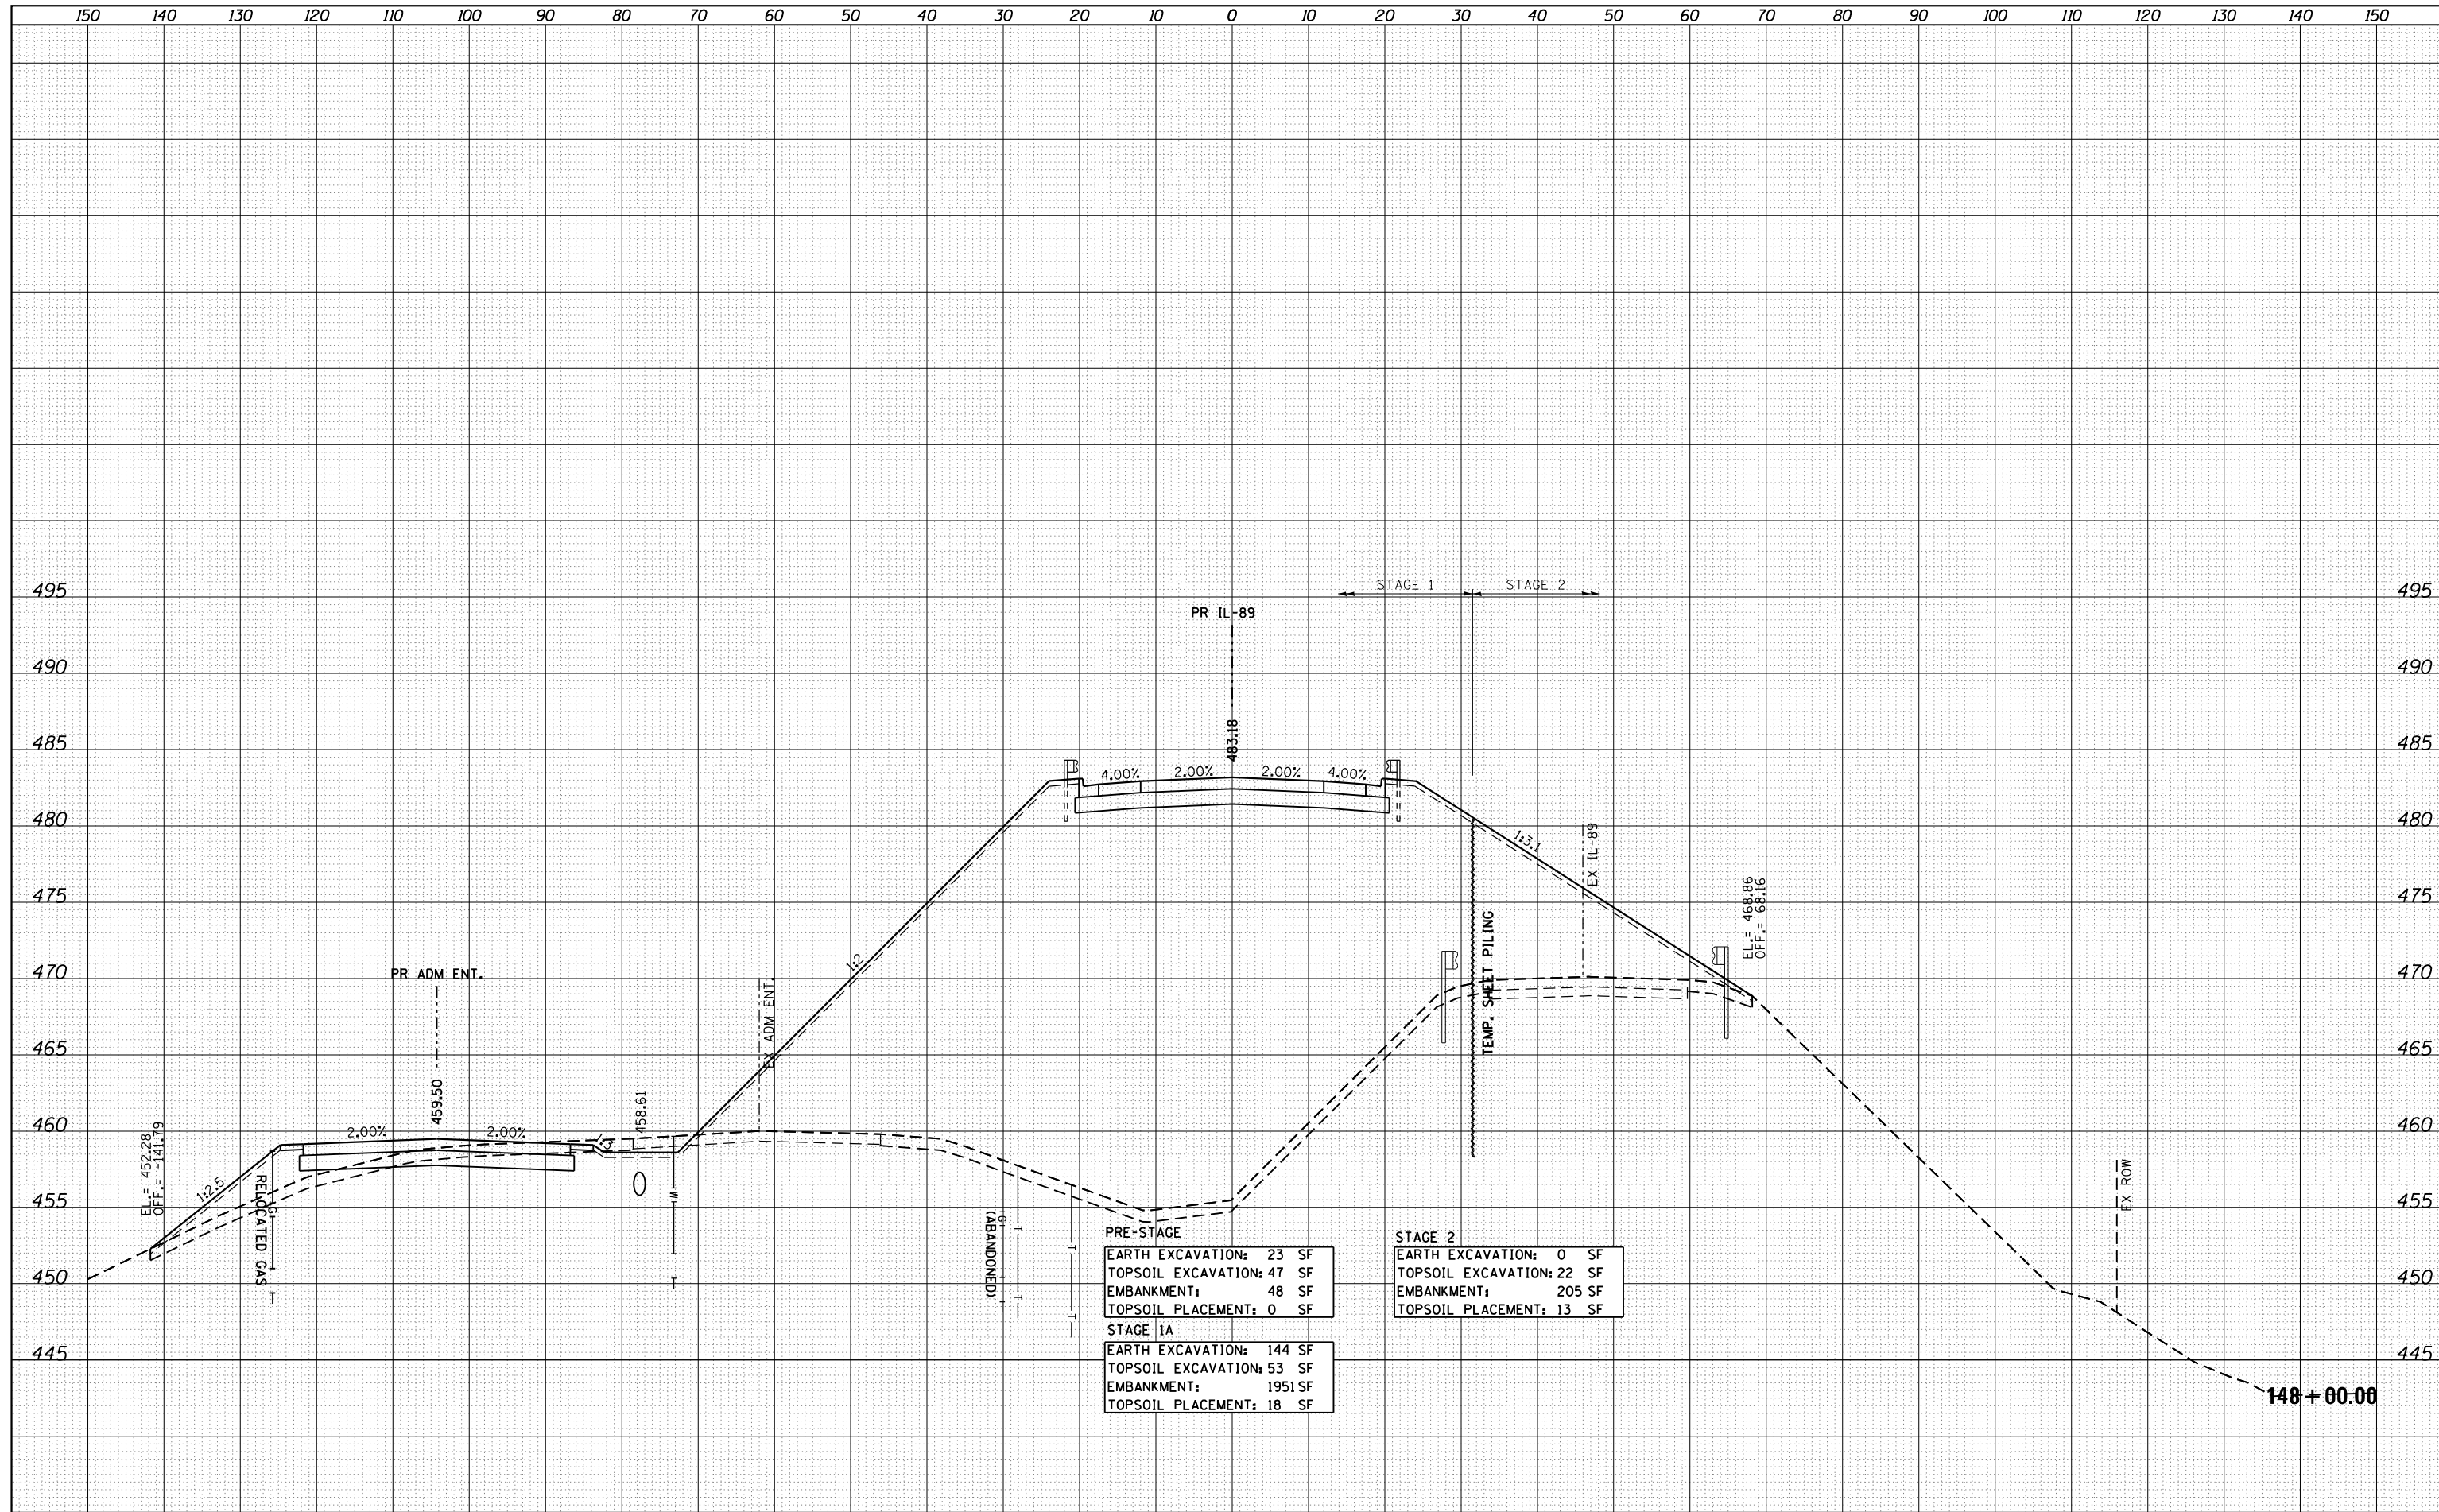 150 140 130 120 110 100 90 80 70 60 50 40 30 20 10 0 10 20 30 40 50 60 70 80 90 100 110 120 130 140 150
495 STAGE 1 STAGE 2 495
PR IL-89
490 490
483.18
485 485
4.00% 2.00% 2.00% 4.00%
480 480
1:3.1
EX IL-89
475 475
EL.= 468.86
OFF.= 68.16
TEMP. SHEET PILING
1:2
470 470
PR ADM ENT.
EX ADM ENT.
465 465
459.50
458.61
460 460
2.00% 2.00%
1:3
EL.= 452.28
OFF.= -141.79
1:2.5
455 455
RELOCATED GAS
G
T
W
T
G
(ABANDONED)
T
T
T
T
T
EX ROW
450 450
PRE-STAGE
EARTH EXCAVATION: 23 SF
TOPSOIL EXCAVATION: 47 SF
EMBANKMENT: 48 SF
TOPSOIL PLACEMENT: 0 SF
STAGE 2
EARTH EXCAVATION: 0 SF
TOPSOIL EXCAVATION: 22 SF
EMBANKMENT: 205 SF
TOPSOIL PLACEMENT: 13 SF
445 445
STAGE 1A
EARTH EXCAVATION: 144 SF
TOPSOIL EXCAVATION: 53 SF
EMBANKMENT: 1951 SF
TOPSOIL PLACEMENT: 18 SF
148 + 00.00